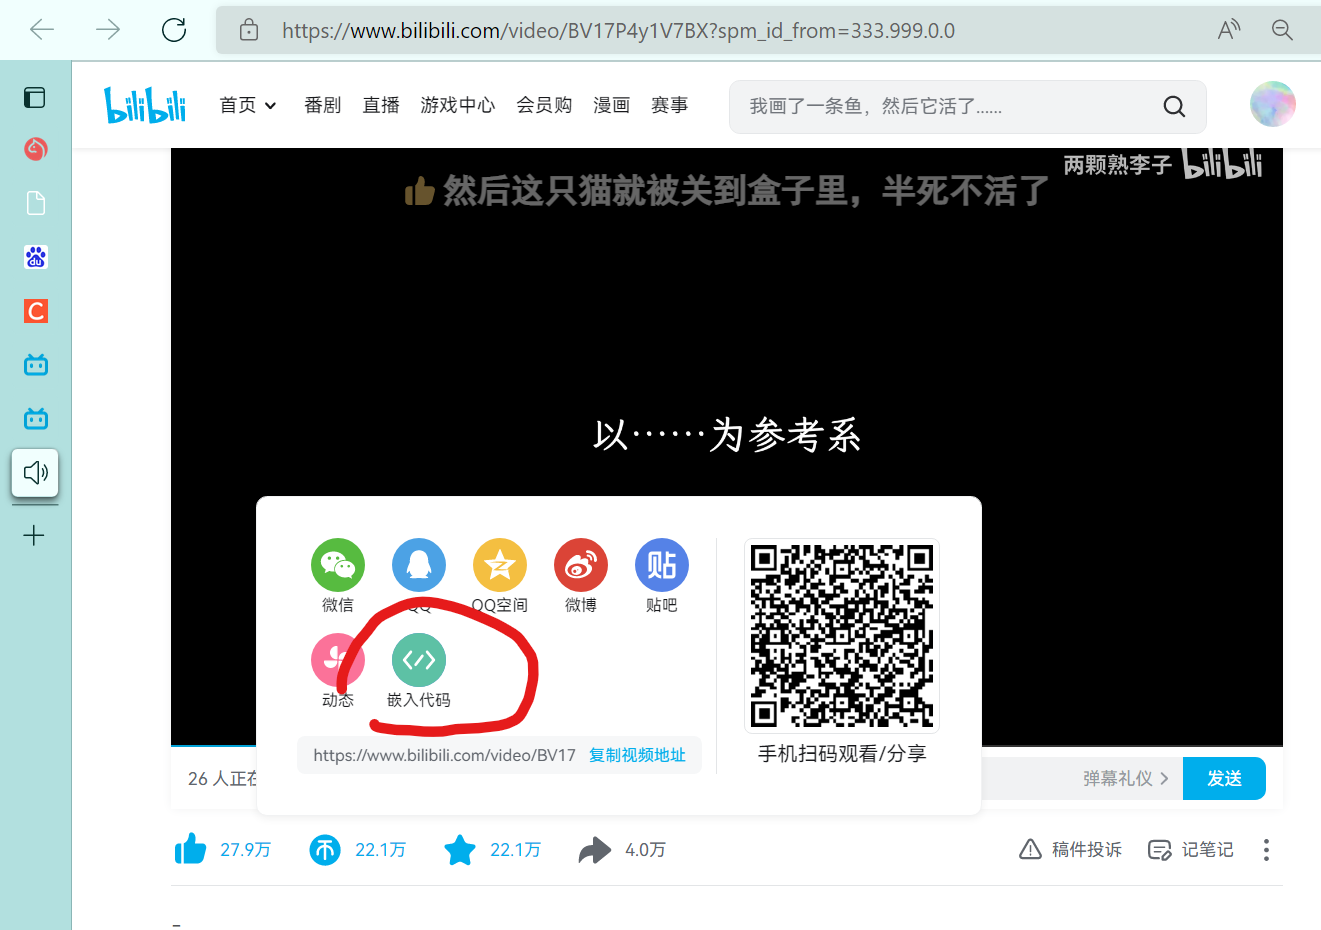 https://www.bilibili.com/video/BV17P4y1V7BX?spm_id_from=333.999.0.0
bilibili 首页 番剧 直播 游戏中心 会员购 漫画 赛事 我画了一条鱼，然后它活了......
两颗熟李子 bilibili
然后这只猫就被关到盒子里，半死不活了
du
C
以……为参考系
贴
微信 QQ QQ空间 微博 贴吧
动态 嵌入代码
https://www.bilibili.com/video/BV17 复制视频地址
手机扫码观看/分享
26 人正在
弹幕礼仪 发送
27.9万 22.1万 22.1万 4.0万 稿件投诉 记笔记